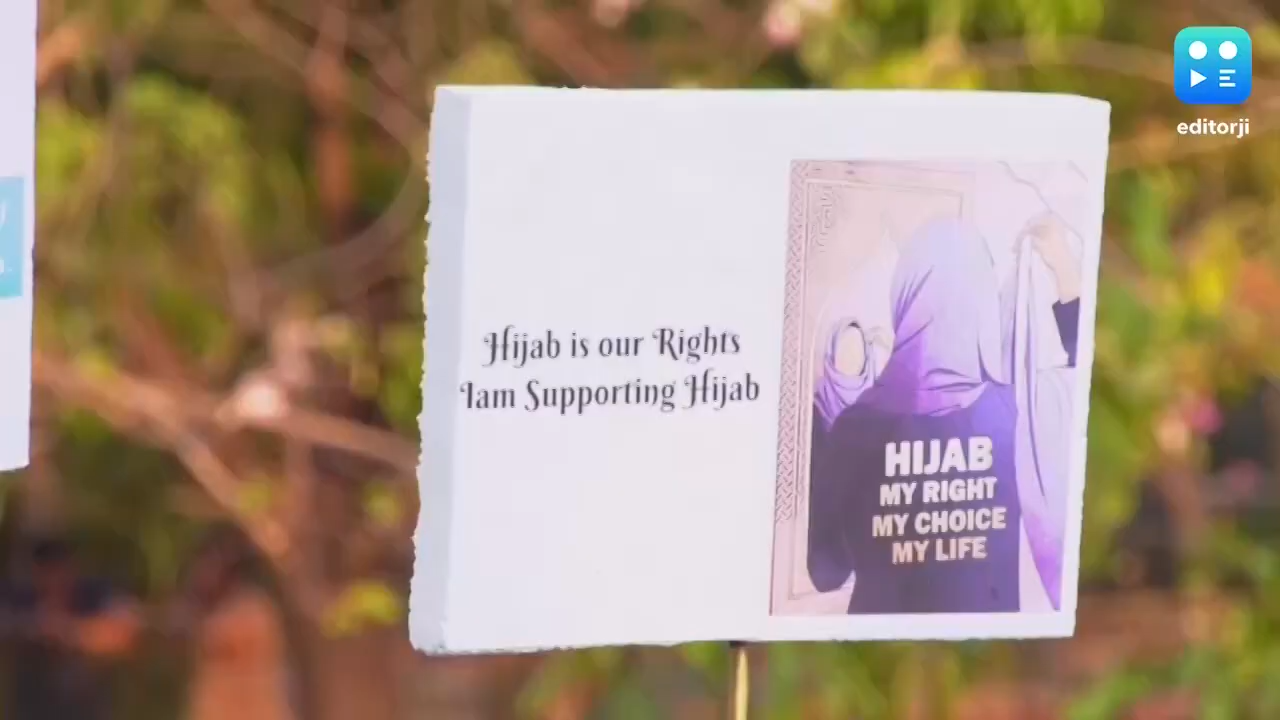 editorji
Hijab is our Rights
Iam Supporting Hijab
HIJAB
MY RIGHT
MY CHOICE
MY LIFE